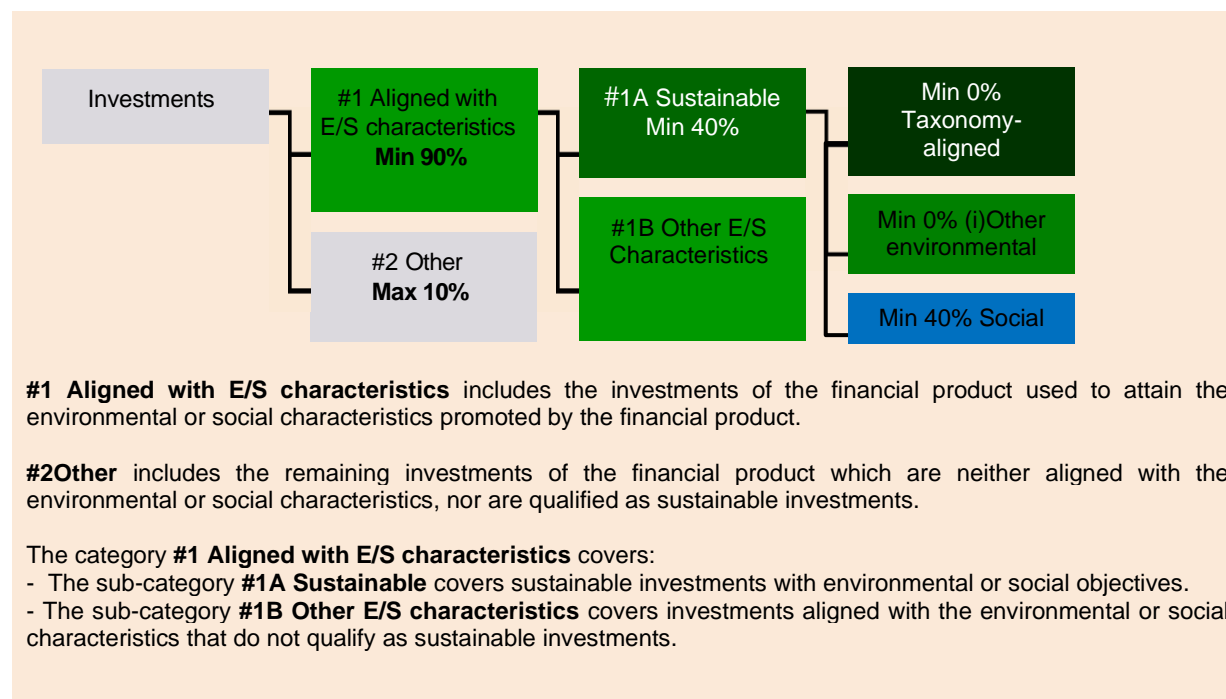 Investments
#1 Aligned with
E/S characteristics
Min 90%
#2 Other
Max 10%
#1A Sustainable
Min 40%
#1B Other E/S
Characteristics
Min 0%
Taxonomy-
aligned
Min 0% (i)Other
environmental
Min 40% Social
#1 Aligned with E/S characteristics includes the investments of the financial product used to attain the
environmental or social characteristics promoted by the financial product.
#2Other includes the remaining investments of the financial product which are neither aligned with the
environmental or social characteristics, nor are qualified as sustainable investments.
The category #1 Aligned with E/S characteristics covers:
- The sub-category #1A Sustainable covers sustainable investments with environmental or social objectives.
- The sub-category #1B Other E/S characteristics covers investments aligned with the environmental or social
characteristics that do not qualify as sustainable investments.